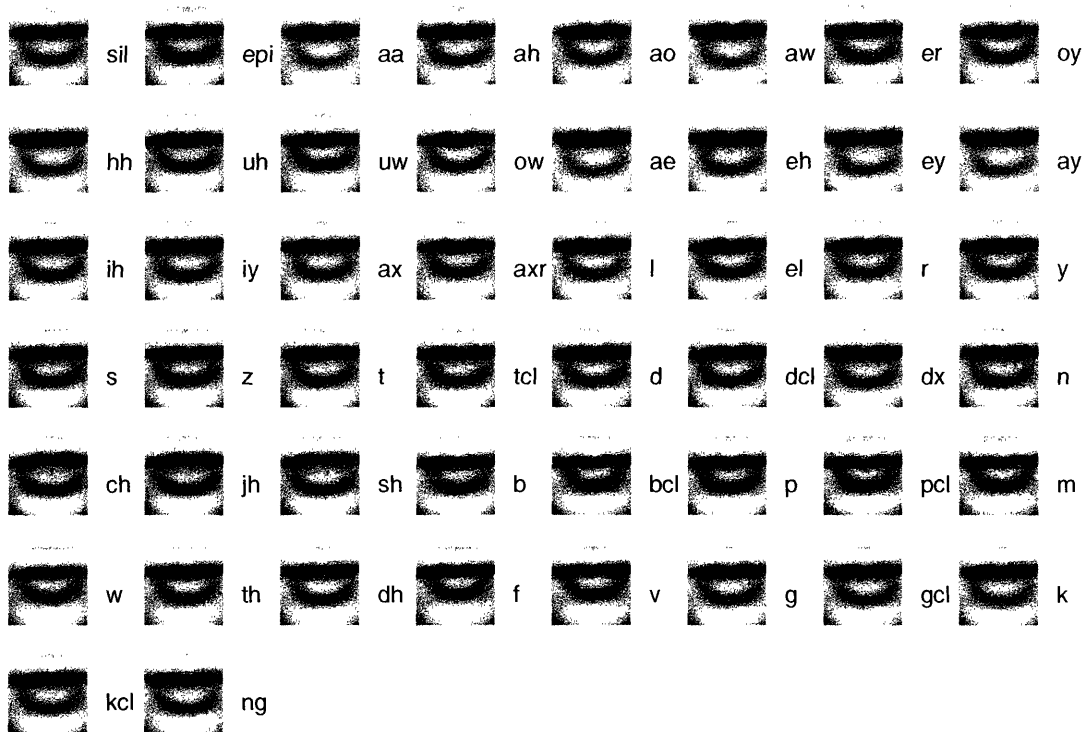 sil epi aa ah ao aw er oy
hh uh uw ow ae eh ey ay
ih iy ax axr l el r y
s z t tcl d dcl dx n
ch jh sh b bcl p pcl m
w th dh f v g gcl k
kcl ng